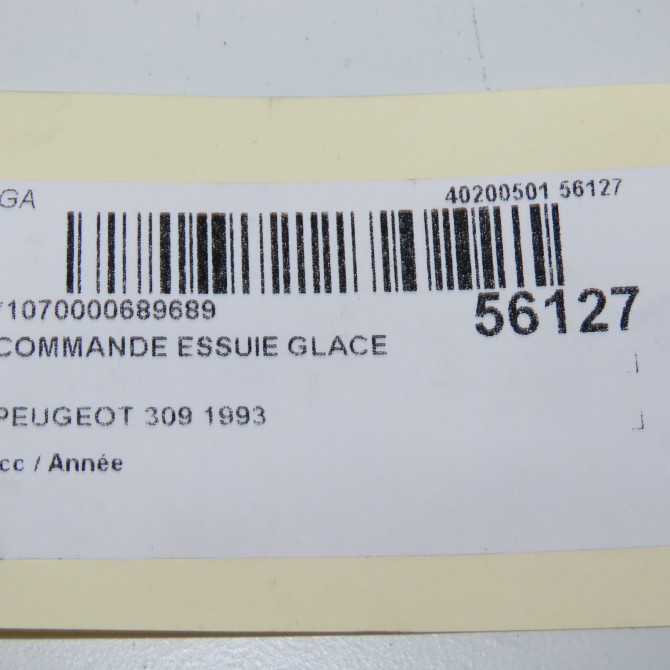 GA
40200501 56127
*1070000689689
56127
COMMANDE ESSUIE GLACE
PEUGEOT 309 1993
cc / Année